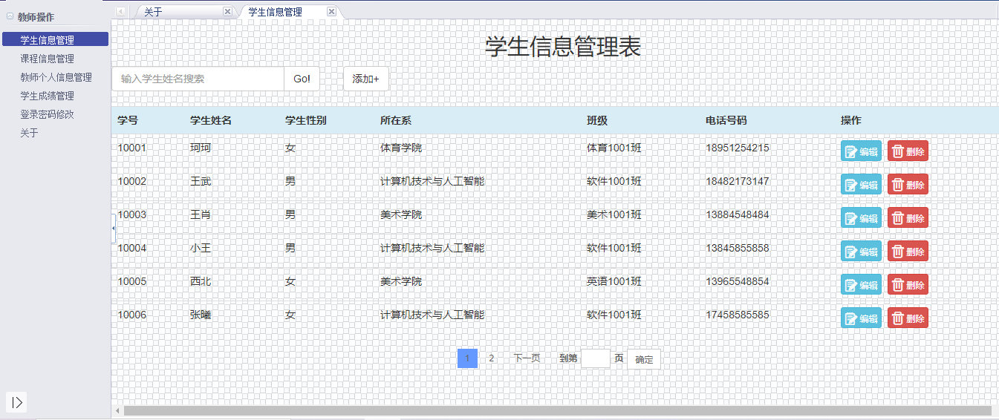 教师操作
学生信息管理
课程信息管理
教师个人信息管理
学生成绩管理
登录密码修改
关于
关于 学生信息管理
学生信息管理表
输入学生姓名搜索 Go! 添加+
学号 学生姓名 学生性别 所在系 班级 电话号码 操作
10001 珂珂 女 体育学院 体育1001班 18951254215 编辑 删除
10002 王武 男 计算机技术与人工智能 软件1001班 18482173147 编辑 删除
10003 王肖 男 美术学院 美术1001班 13884548484 编辑 删除
10004 小王 男 计算机技术与人工智能 软件1001班 13845855858 编辑 删除
10005 西北 女 美术学院 英语1001班 13965548854 编辑 删除
10006 张曦 女 计算机技术与人工智能 软件1001班 17458585585 编辑 删除
1 2 下一页 到第 页 确定